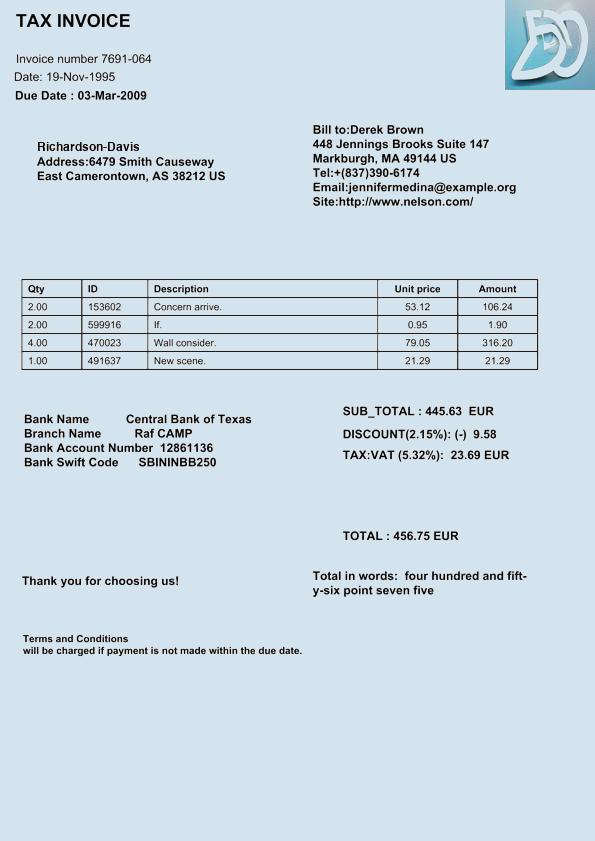 TAX INVOICE
Invoice number 7691-064
Date: 19-Nov-1995
Due Date : 03-Mar-2009
Richardson-Davis
Address:6479 Smith Causeway
East Camerontown, AS 38212 US
Bill to:Derek Brown
448 Jennings Brooks Suite 147
Markburgh, MA 49144 US
Tel:+(837)390-6174
Email:jennifermedina@example.org
Site:http://www.nelson.com/
Qty ID Description Unit price Amount
2.00 153602 Concern arrive. 53.12 106.24
2.00 599916 If. 0.95 1.90
4.00 470023 Wall consider. 79.05 316.20
1.00 491637 New scene. 21.29 21.29
Bank Name Central Bank of Texas
Branch Name Raf CAMP
Bank Account Number 12861136
Bank Swift Code SBININBB250
SUB_TOTAL : 445.63 EUR
DISCOUNT(2.15%): (-) 9.58
TAX:VAT (5.32%): 23.69 EUR
TOTAL : 456.75 EUR
Thank you for choosing us!
Total in words: four hundred and fift-
y-six point seven five
Terms and Conditions
will be charged if payment is not made within the due date.